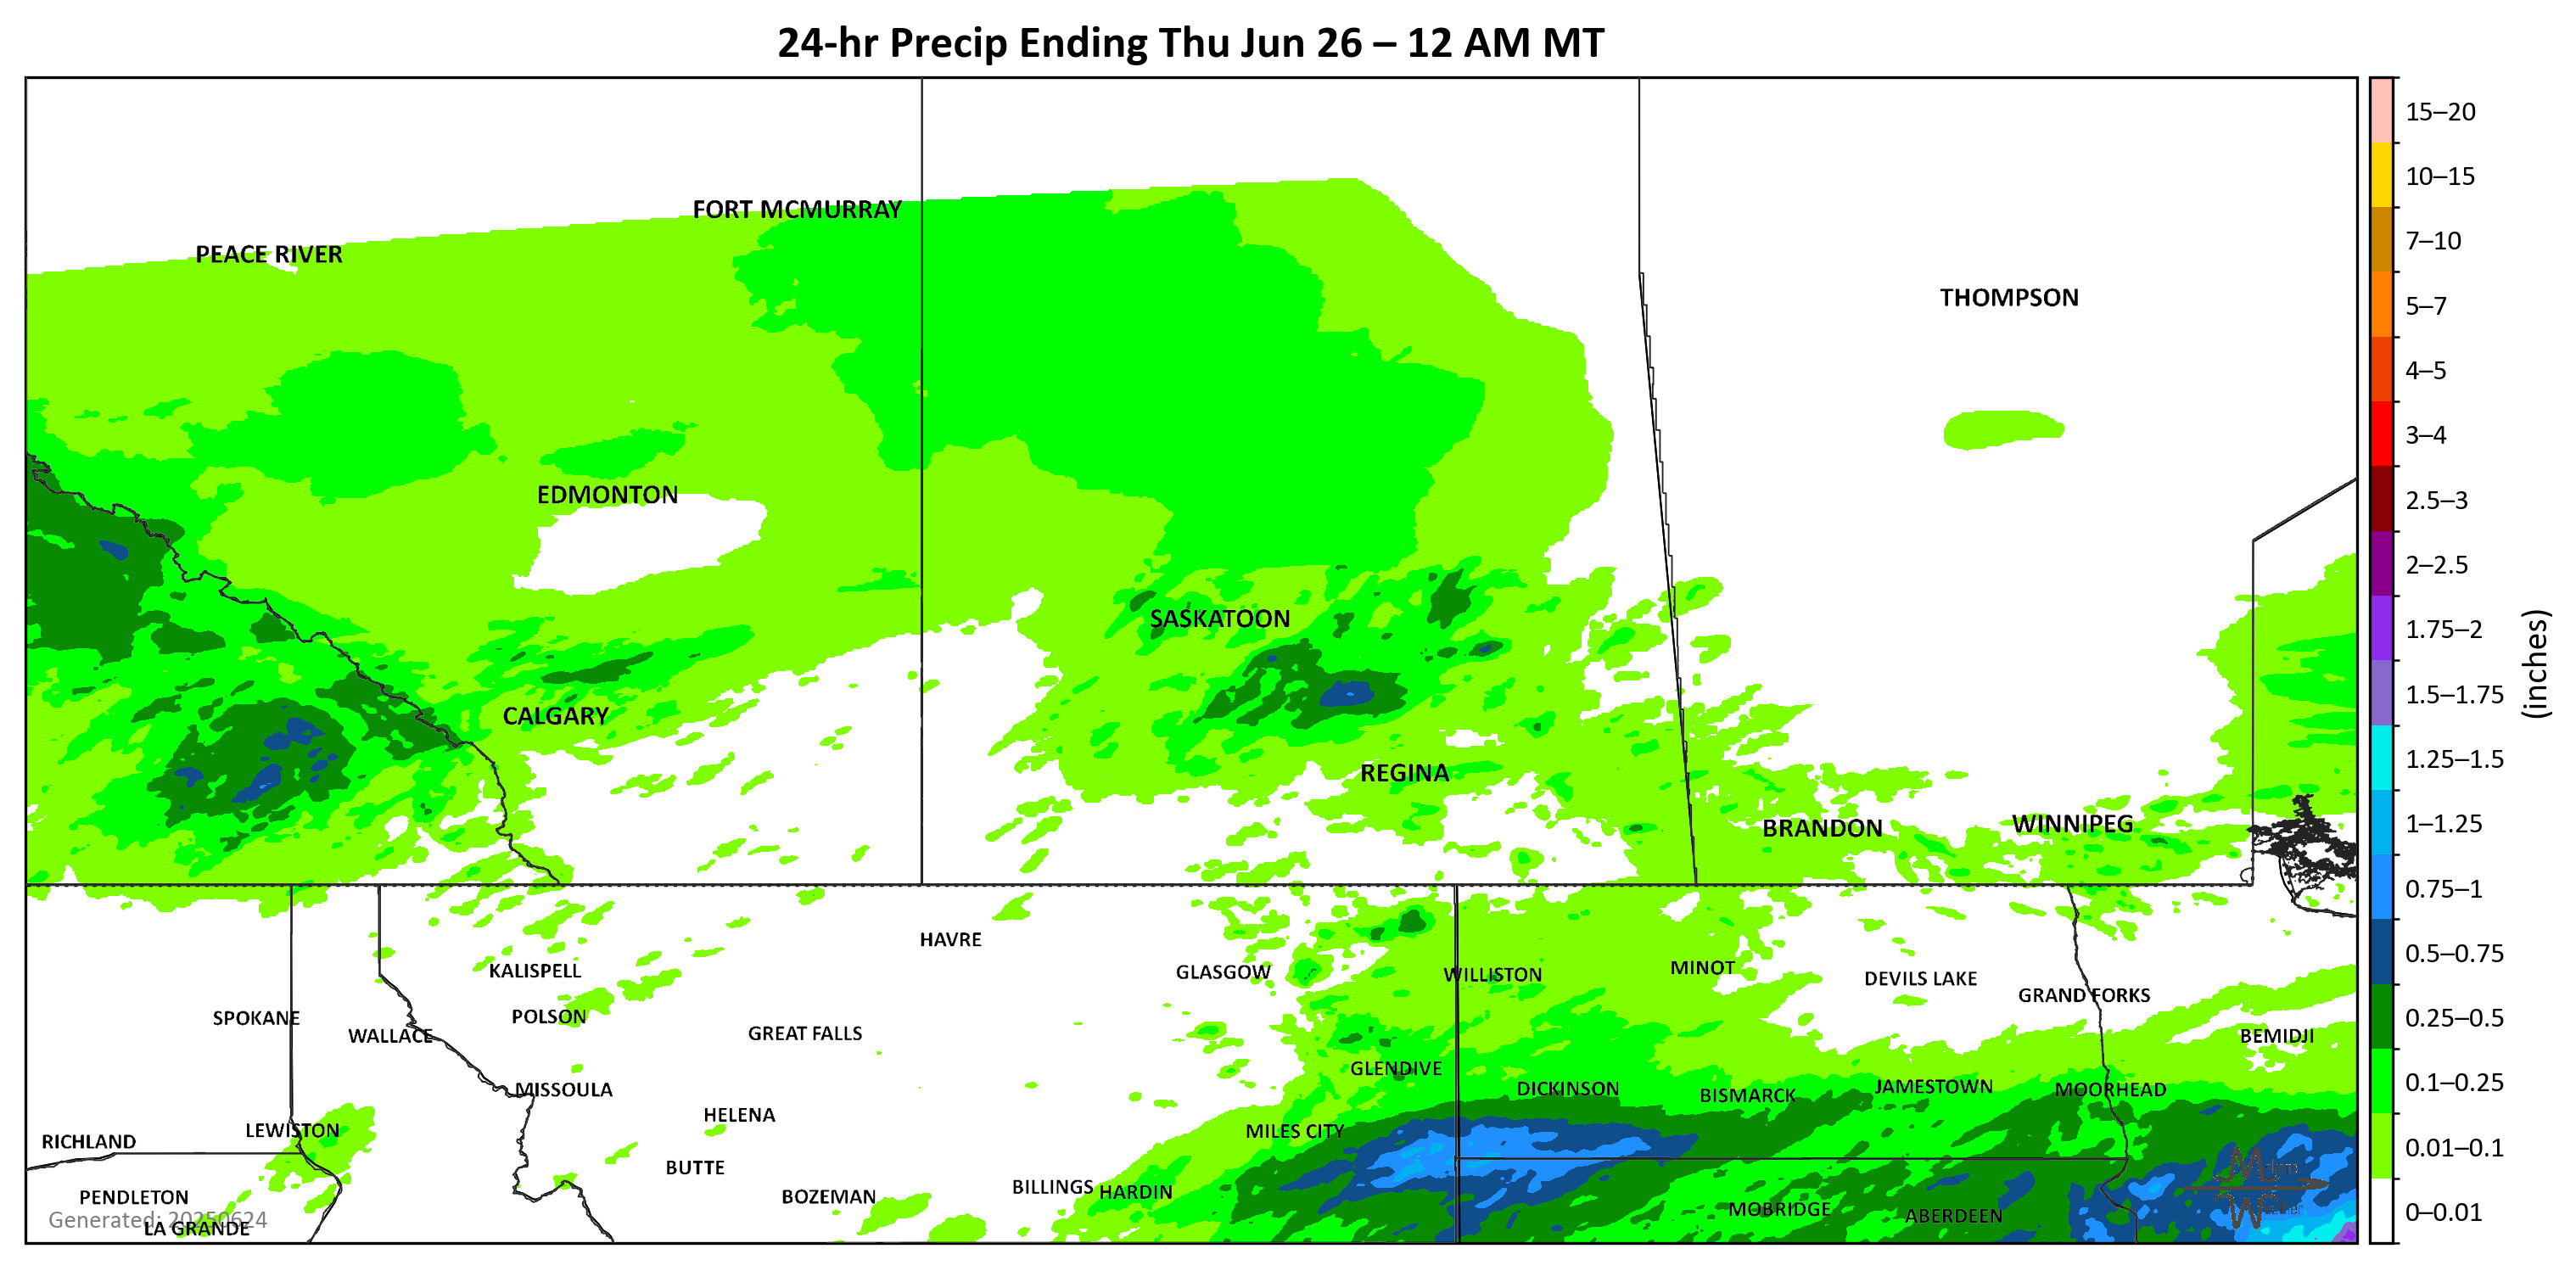 24-hr Precip Ending Thu Jun 26 – 12 AM MT
FORT MCMURRAY
PEACE RIVER
THOMPSON
EDMONTON
SASKATOON
CALGARY
REGINA
BRANDON
WINNIPEG
HAVRE
KALISPELL
GLASGOW
WILLISTON
MINOT
DEVILS LAKE
GRAND FORKS
SPOKANE
POLSON
WALLACE
GREAT FALLS
BEMIDJI
GLENDIVE
MISSOULA
DICKINSON
BISMARCK
JAMESTOWN
MOORHEAD
HELENA
LEWISTON
RICHLAND
MILES CITY
BUTTE
BILLINGS
HARDIN
PENDLETON
BOZEMAN
MOBRIDGE
ABERDEEN
Generated: 20250624
LA GRANDE
15–20
10–15
7–10
5–7
4–5
3–4
2.5–3
2–2.5
1.75–2
1.5–1.75
1.25–1.5
1–1.25
0.75–1
0.5–0.75
0.25–0.5
0.1–0.25
0.01–0.1
0–0.01
(inches)